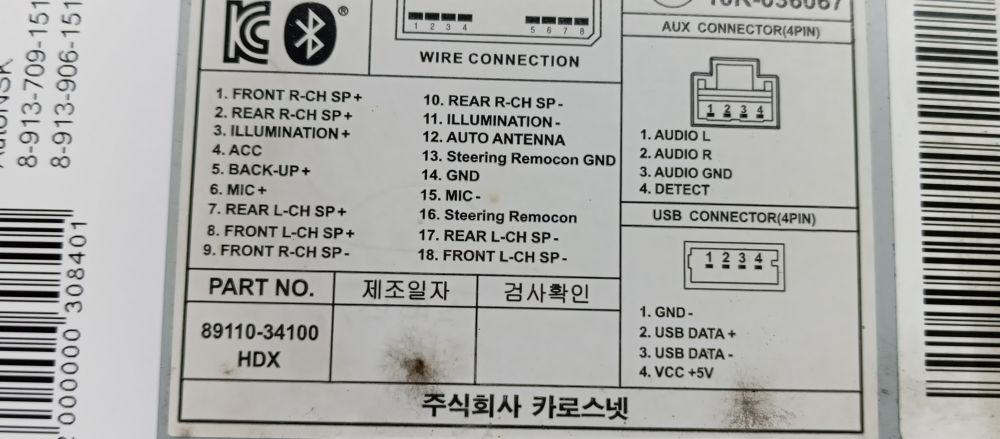 8-913-709-151
8-913-906-151
000000 308401
®
1 2 3 4
5 6 7 8
WIRE CONNECTION
1. FRONT R-CH SP+
2. REAR R-CH SP+
3. ILLUMINATION+
4. ACC
5. BACK-UP+
6. MIC+
7. REAR L-CH SP+
8. FRONT L-CH SP+
9. FRONT R-CH SP-
10. REAR R-CH SP-
11. ILLUMINATION-
12. AUTO ANTENNA
13. Steering Remocon GND
14. GND
15. MIC-
16. Steering Remocon
17. REAR L-CH SP-
18. FRONT L-CH SP-
PART NO.
제조일자
검사확인
89110-34100
HDX
주식회사 카로스넷
AUX CONNECTOR(4PIN)
1 2 3 4
1. AUDIO L
2. AUDIO R
3. AUDIO GND
4. DETECT
USB CONNECTOR(4PIN)
1 2 3 4
1. GND-
2. USB DATA+
3. USB DATA-
4. VCC +5V